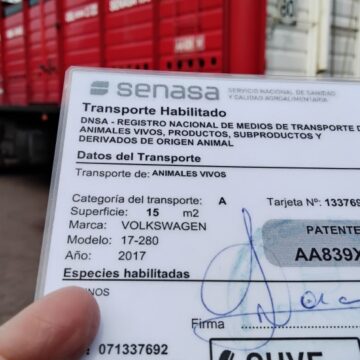 senasa SERVICIO NACIONAL DE SANIDAD
Y CALIDAD AGROALIMENTARIA
Transporte Habilitado
DNSA - REGISTRO NACIONAL DE MEDIOS DE TRANSPORTE D
ANIMALES VIVOS, PRODUCTOS, SUBPRODUCTOS Y
DERIVADOS DE ORIGEN ANIMAL
Datos del Transporte
Transporte de: ANIMALES VIVOS
Categoría del transporte: A Tarjeta Nº: 13376
Superficie: 15 m2
Marca: VOLKSWAGEN PATENTE
Modelo: 17-280 AA839X
Año: 2017
Especies habilitadas
NOS
Firma
071337692